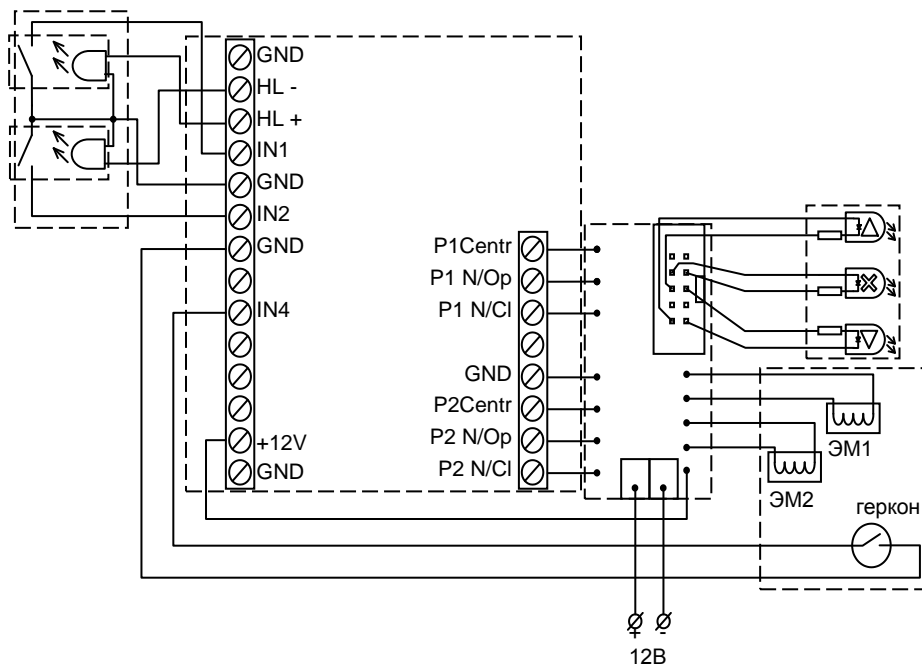 GND
HL -
HL +
IN1
GND
IN2
GND
IN4
+12V
GND
P1Centr
P1 N/Op
P1 N/Cl
GND
P2Centr
P2 N/Op
P2 N/Cl
ЭМ1
ЭМ2
геркон
+ -
12В